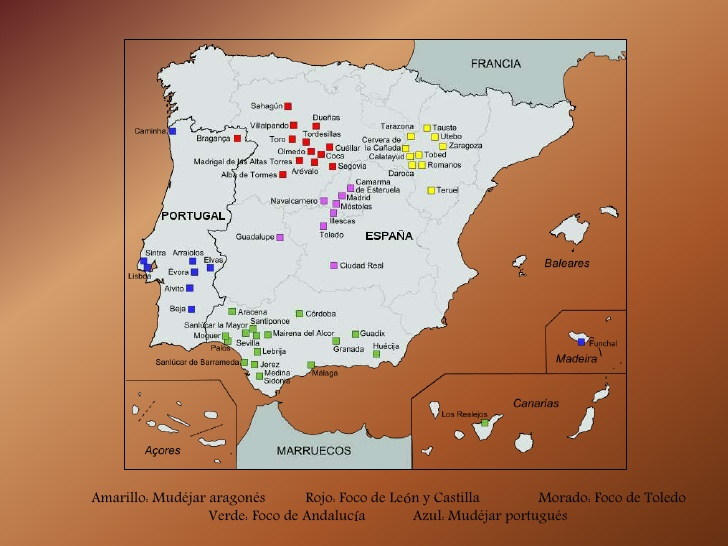 FRANCIA
Sahagún
Dueñas
Villalpando
Tordesillas
Caminha
Bragança
Toro
Olmedo
Cuéllar
Coca
Madrigal de las Altas Torres
Segovia
Arévalo
Alba de Tormes
Tarazona
Tauste
Utebo
Cervera de
la Cañada
Zaragoza
Calatayud
Tobed
Romanos
Daroca
Teruel
Camarma
de Esteruela
Navalcarnero
Madrid
Móstoles
Illescas
PORTUGAL
Guadalupe
Toledo
ESPAÑA
Ciudad Real
Baleares
Sintra
Arraiolos
Elvas
Lisboa
Évora
Alvito
Beja
Aracena
Córdoba
Santiponce
Sanlúcar la Mayor
Moguer
Mairena del Alcor
Guadix
Palos
Sevilla
Lebrija
Granada
Huécija
Sanlúcar de Barrameda
Jerez
Medina
Sidonia
Málaga
Funchal
Madeira
Canarias
Los Realejos
Açores
MARRUECOS
Amarillo: Mudéjar aragonés Rojo: Foco de León y Castilla Morado: Foco de Toledo
Verde: Foco de Andalucía Azul: Mudéjar portugués